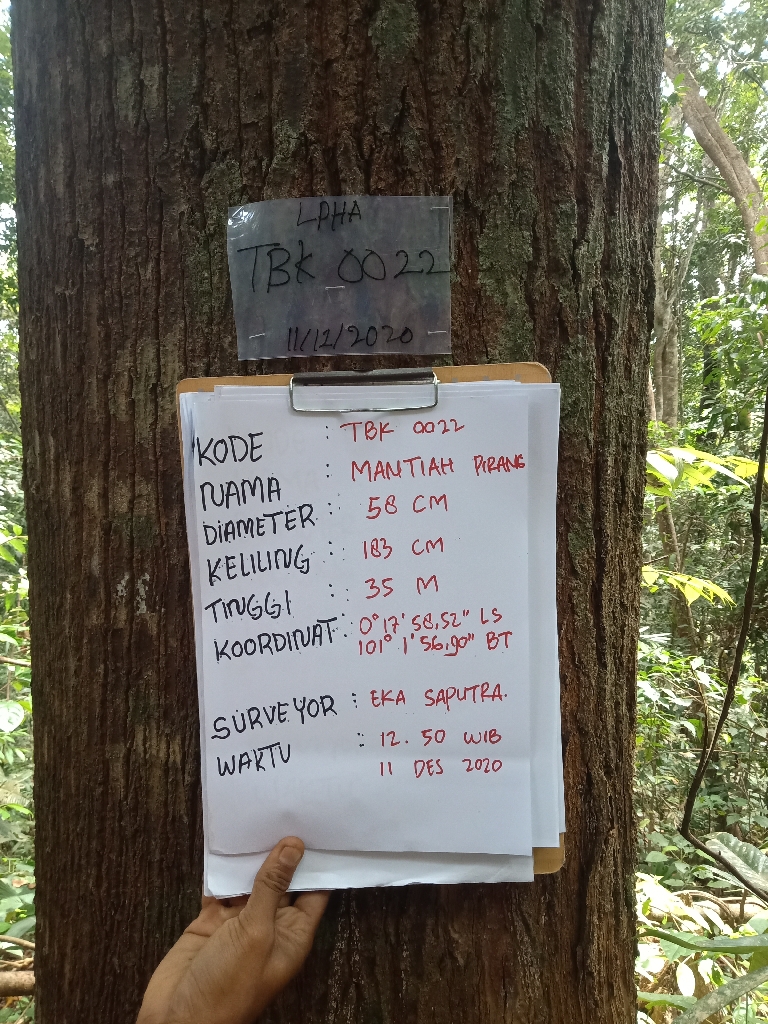 LPHA
TBK 0022
11/12/2020
KODE : TBK 0022
NAMA : MANTIAH PIRANG
DIAMETER : 58 CM
KELILING : 183 CM
TINGGI : 35 M
KOORDINAT : 0° 17' 58,52" LS
101° 1' 56,90" BT
SURVEYOR : EKA SAPUTRA.
WAKTU : 12.50 WIB
11 DES 2020